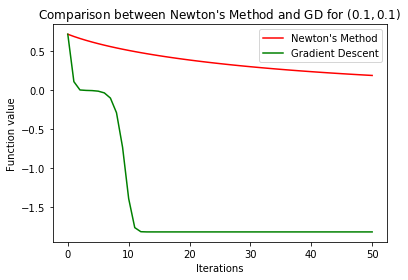 Comparison between Newton's Method and GD for (0.1, 0.1)
Newton's Method
Gradient Descent
Function value
0.5
0.0
−0.5
−1.0
−1.5
0 10 20 30 40 50
Iterations